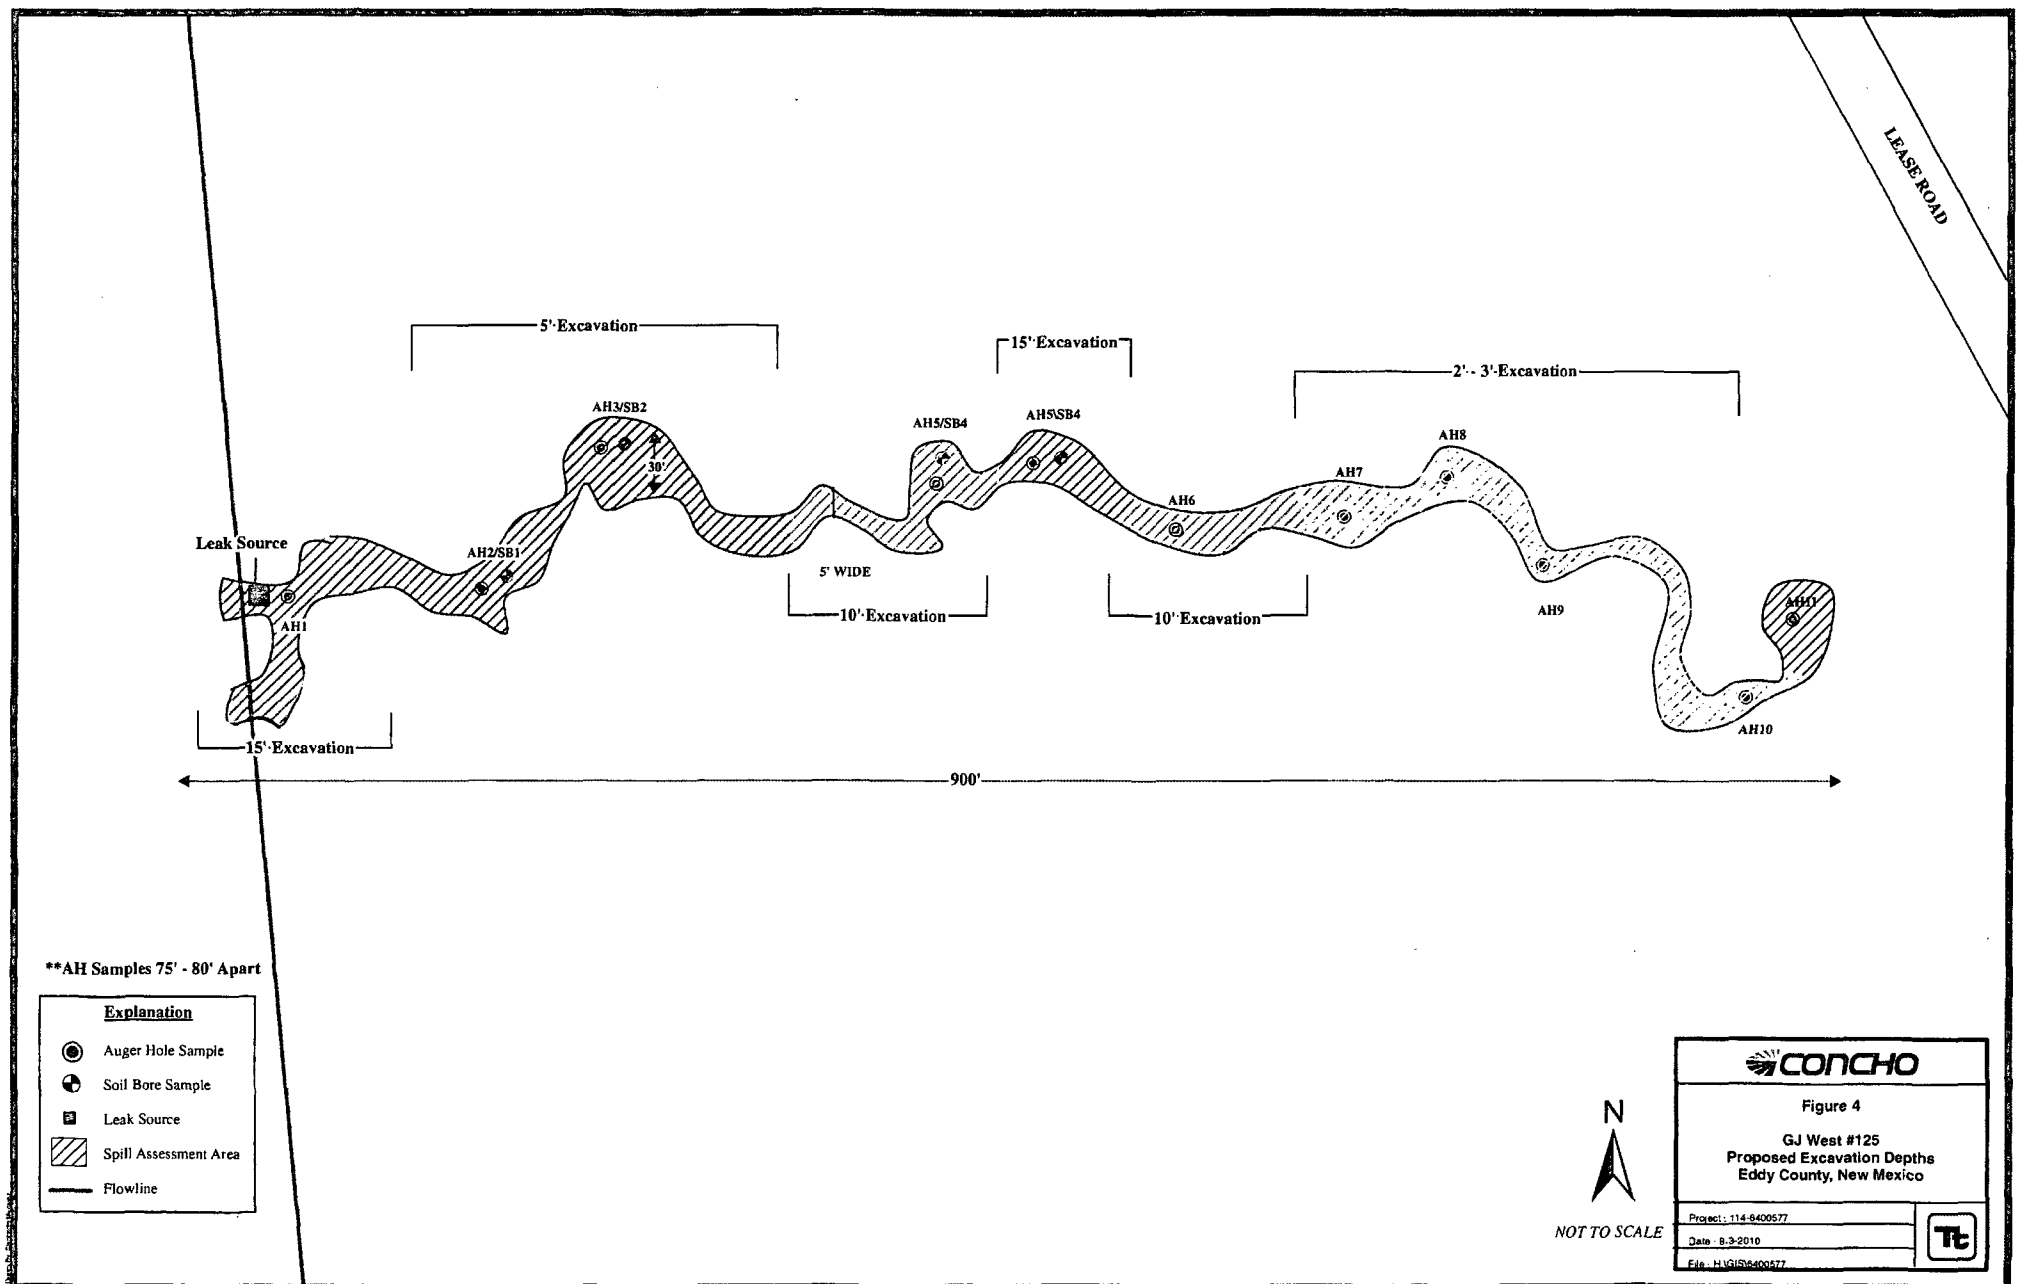 LEASE ROAD
5' Excavation
15' Excavation
2' - 3' Excavation
AH3/SB2
AH5/SB4
AH5\SB4
AH8
30'
AH7
AH6
Leak Source
AH2/SB1
5' WIDE
AH9
AH11
AH1
10' Excavation
10' Excavation
AH10
15' Excavation
900'
**AH Samples 75' - 80' Apart
Explanation
Auger Hole Sample
Soil Bore Sample
Leak Source
Spill Assessment Area
Flowline
N
NOT TO SCALE
CONCHO
Figure 4
GJ West #125
Proposed Excavation Depths
Eddy County, New Mexico
Project : 114-6400577
Date : 8-3-2010
File : H:\GIS\6400577
Tt